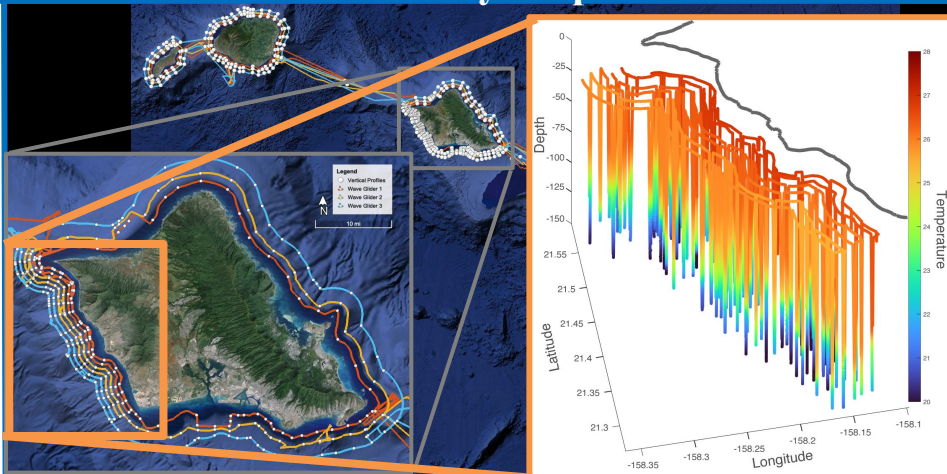 Legend
Vertical Profiles
Wave Glider 1
Wave Glider 2
Wave Glider 3
N
10 mi
Depth
0
-25
-50
-75
-100
-125
-150
21.55
21.5
21.45
21.4
21.35
21.3
Latitude
-158.35
-158.3
-158.25
-158.2
-158.15
-158.1
Longitude
28
27
26
25
24
23
22
21
20
Temperature